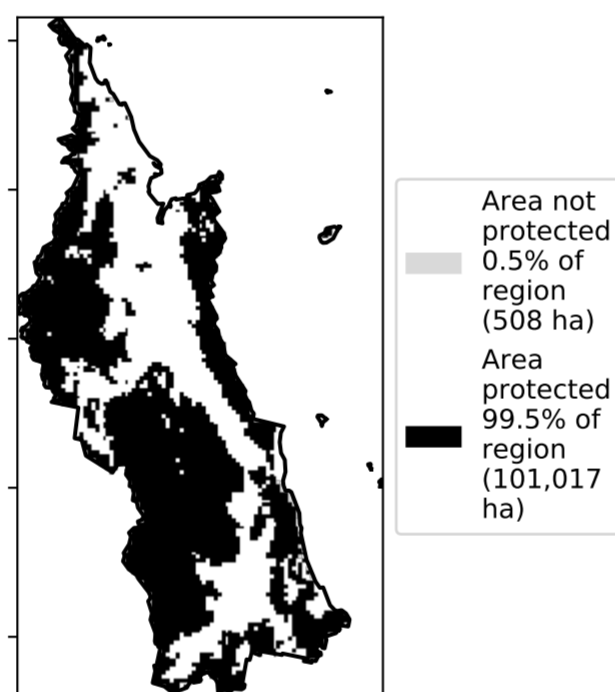 Area not
protected
0.5% of
region
(508 ha)
Area
protected
99.5% of
region
(101,017
ha)